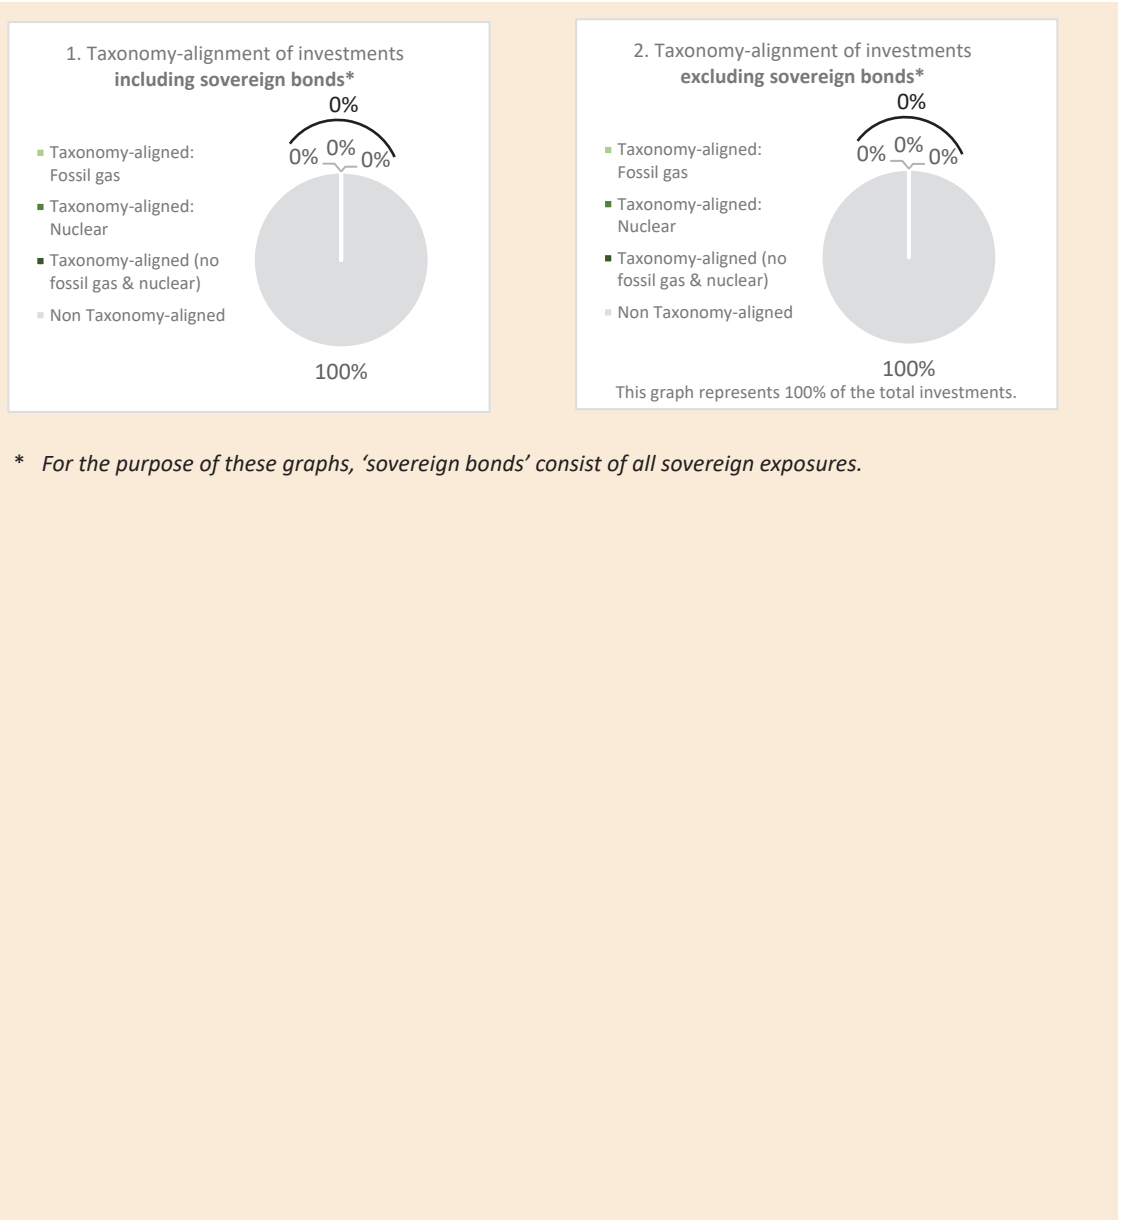 1. Taxonomy-alignment of investments
including sovereign bonds*
0%
0% 0% 0%
Taxonomy-aligned:
Fossil gas
Taxonomy-aligned:
Nuclear
Taxonomy-aligned (no
fossil gas & nuclear)
Non Taxonomy-aligned
100%
2. Taxonomy-alignment of investments
excluding sovereign bonds*
0%
0% 0% 0%
Taxonomy-aligned:
Fossil gas
Taxonomy-aligned:
Nuclear
Taxonomy-aligned (no
fossil gas & nuclear)
Non Taxonomy-aligned
100%
This graph represents 100% of the total investments.
* For the purpose of these graphs, ‘sovereign bonds’ consist of all sovereign exposures.